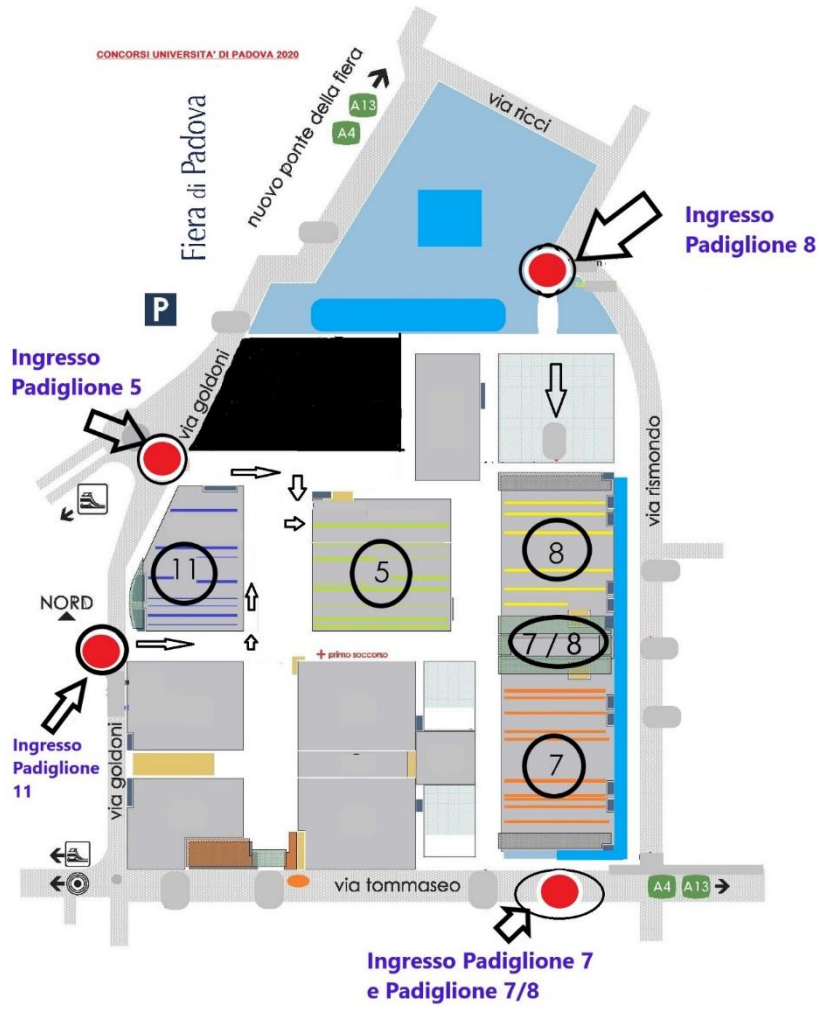 CONCORSI UNIVERSITA' DI PADOVA 2020
Fiera di Padova
nuovo ponte della fiera
A13
A4
via ricci
Ingresso
Padiglione 8
P
Ingresso
Padiglione 5
via goldoni
via rismondo
11
5
8
NORD
7 / 8
+ primo soccorso
Ingresso
Padiglione
11
via goldoni
7
via tommaseo
A4 A13
Ingresso Padiglione 7
e Padiglione 7/8